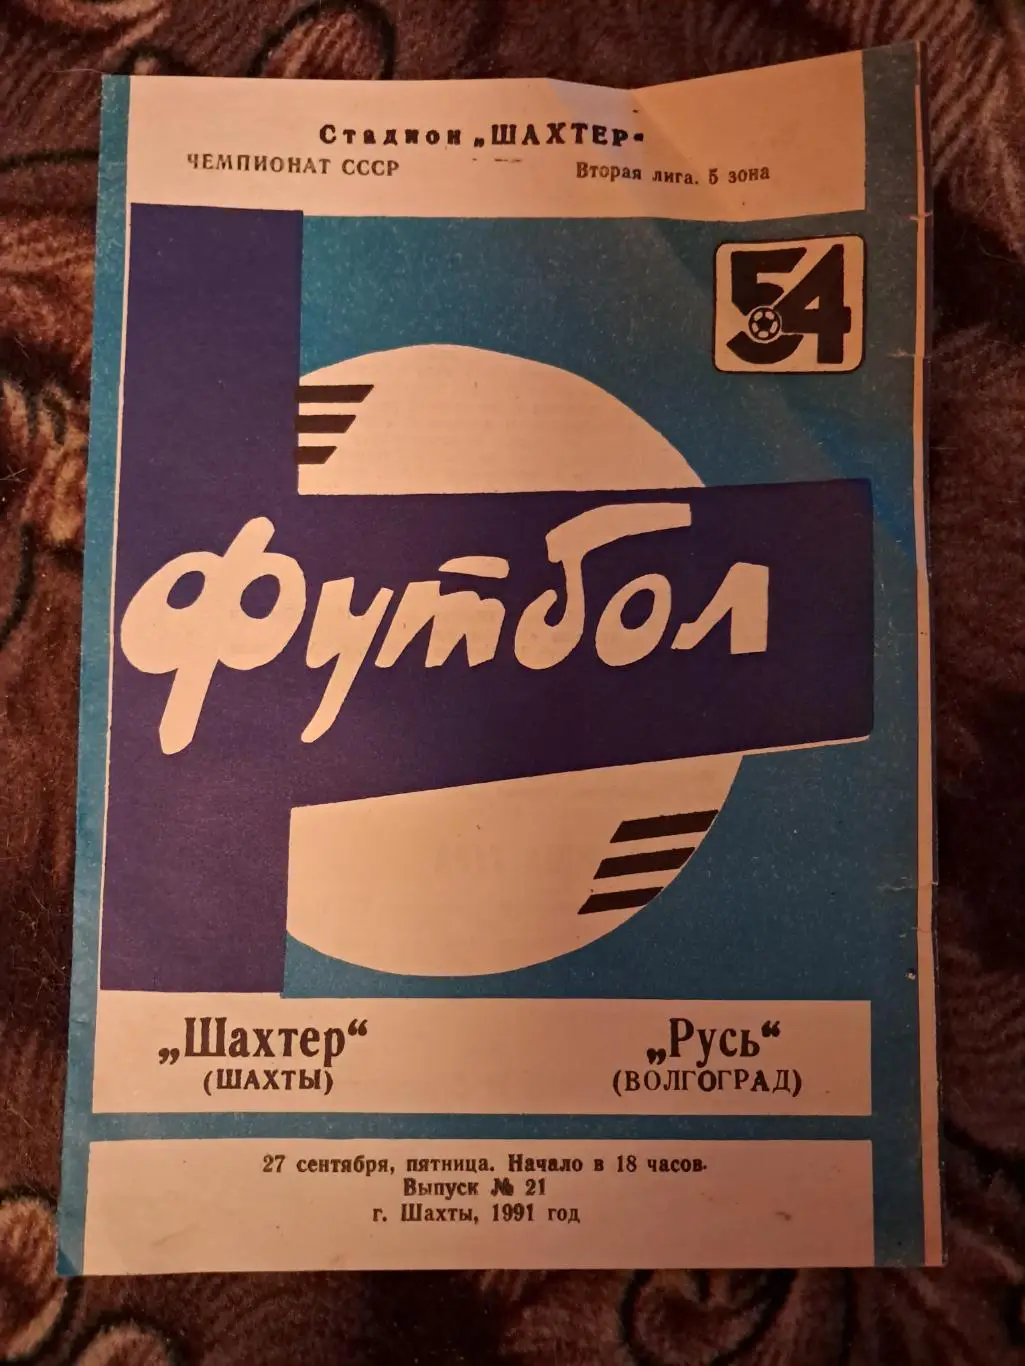 Стадион „ШАХТЕР"
ЧЕМПИОНАТ СССР
Вторая лига. 5 зона
54
футбол
„Шахтер“
(ШАХТЫ)
„Русь“
(ВОЛГОГРАД)
27 сентября, пятница. Начало в 18 часов.
Выпуск № 21
г. Шахты, 1991 год